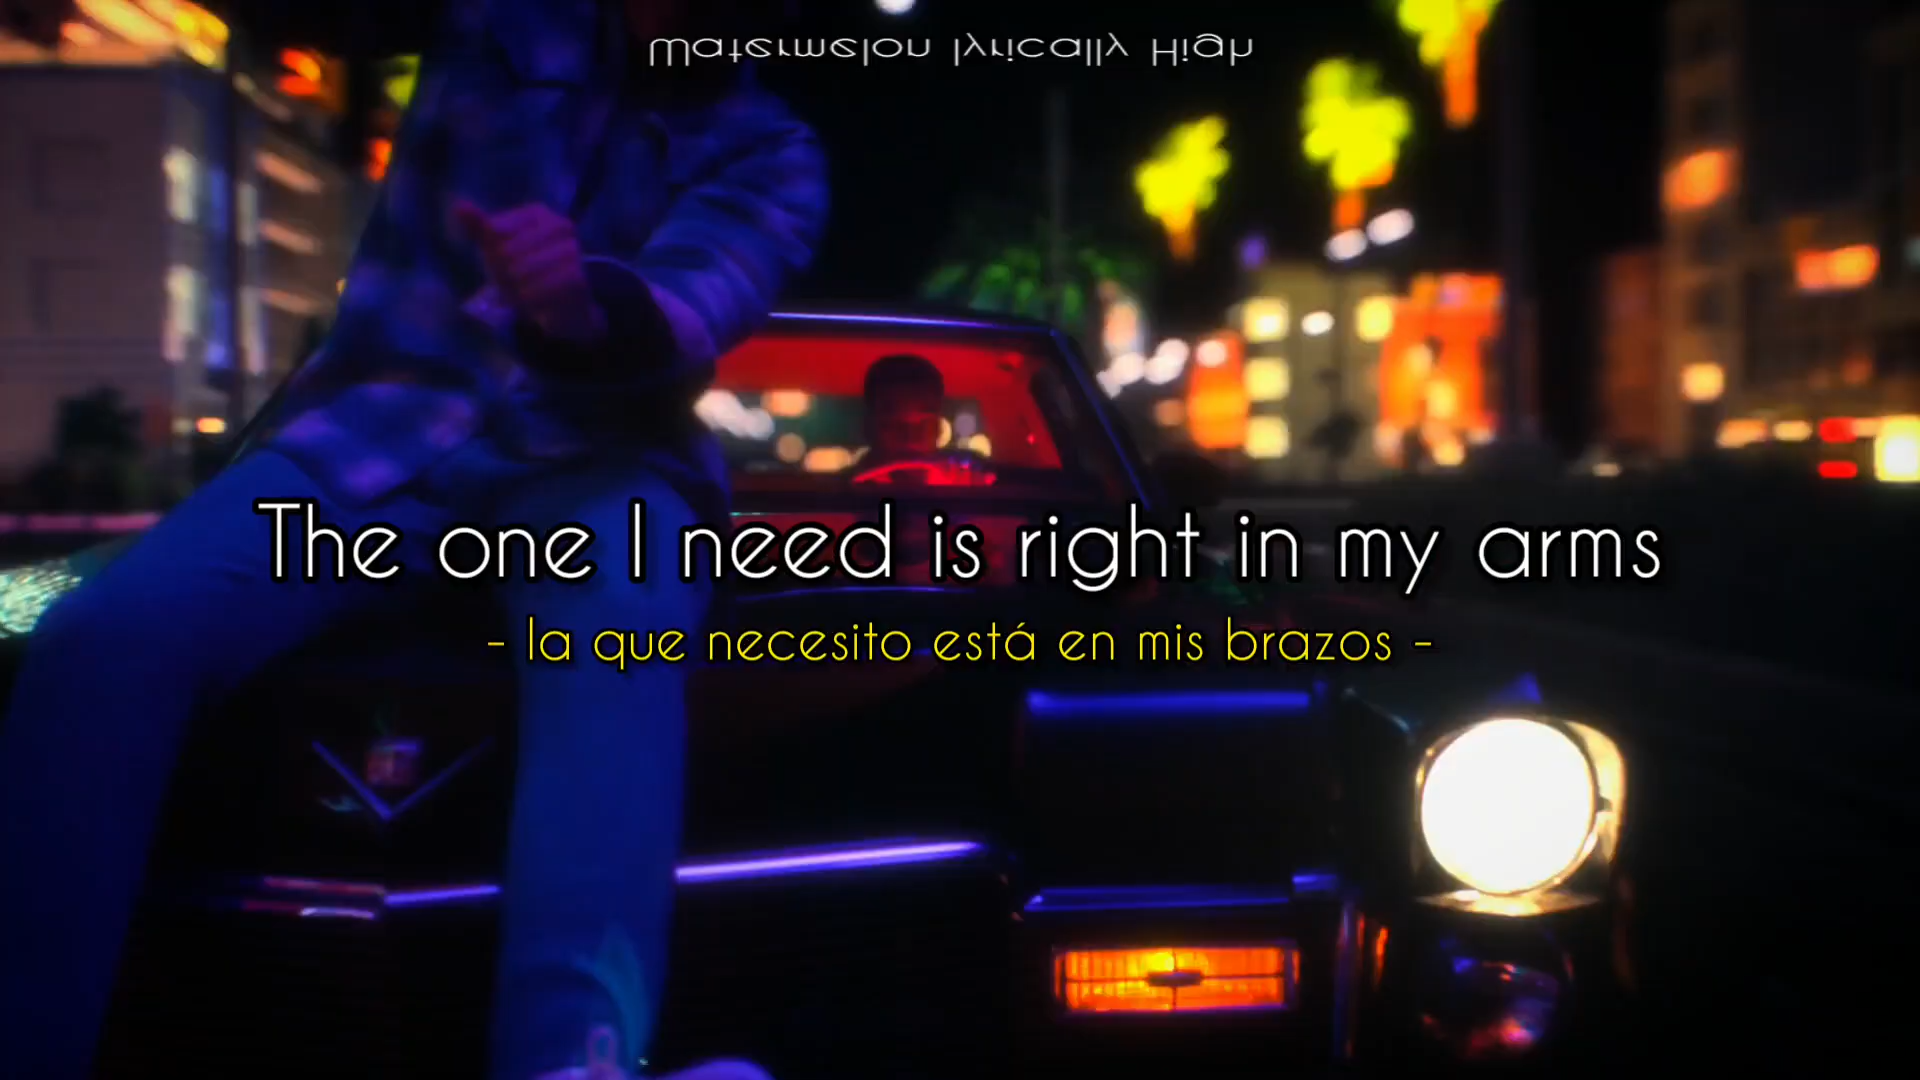 Watermelon lyrically High
The one I need is right in my arms
- la que necesito está en mis brazos -